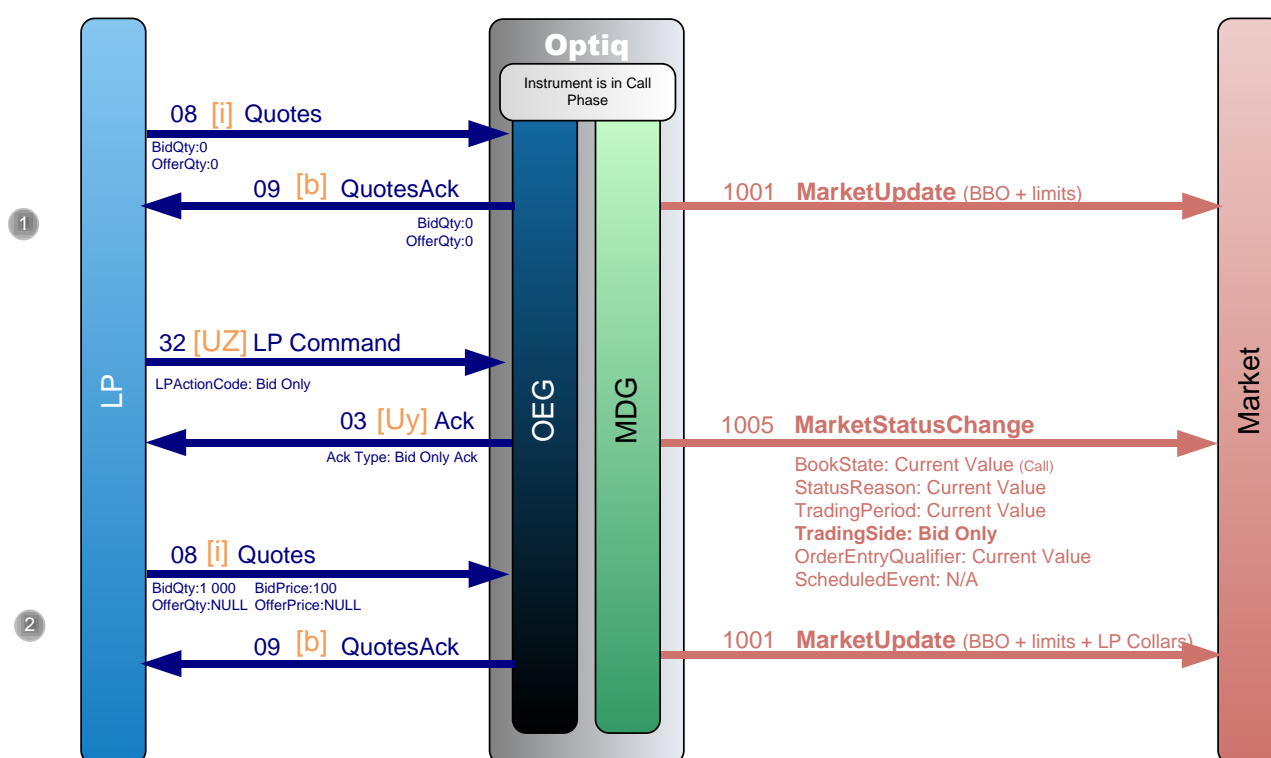 Optiq
Instrument is in Call
Phase
08 [i] Quotes
BidQty:0
OfferQty:0
09 [b] QuotesAck
BidQty:0
OfferQty:0
1001 MarketUpdate (BBO + limits)
1
32 [UZ] LP Command
LPActionCode: Bid Only
LP
OEG
MDG
Market
03 [Uy] Ack
Ack Type: Bid Only Ack
1005 MarketStatusChange
BookState: Current Value (Call)
StatusReason: Current Value
TradingPeriod: Current Value
TradingSide: Bid Only
OrderEntryQualifier: Current Value
ScheduledEvent: N/A
08 [i] Quotes
BidQty:1 000 BidPrice:100
OfferQty:NULL OfferPrice:NULL
2
09 [b] QuotesAck
1001 MarketUpdate (BBO + limits + LP Collars)